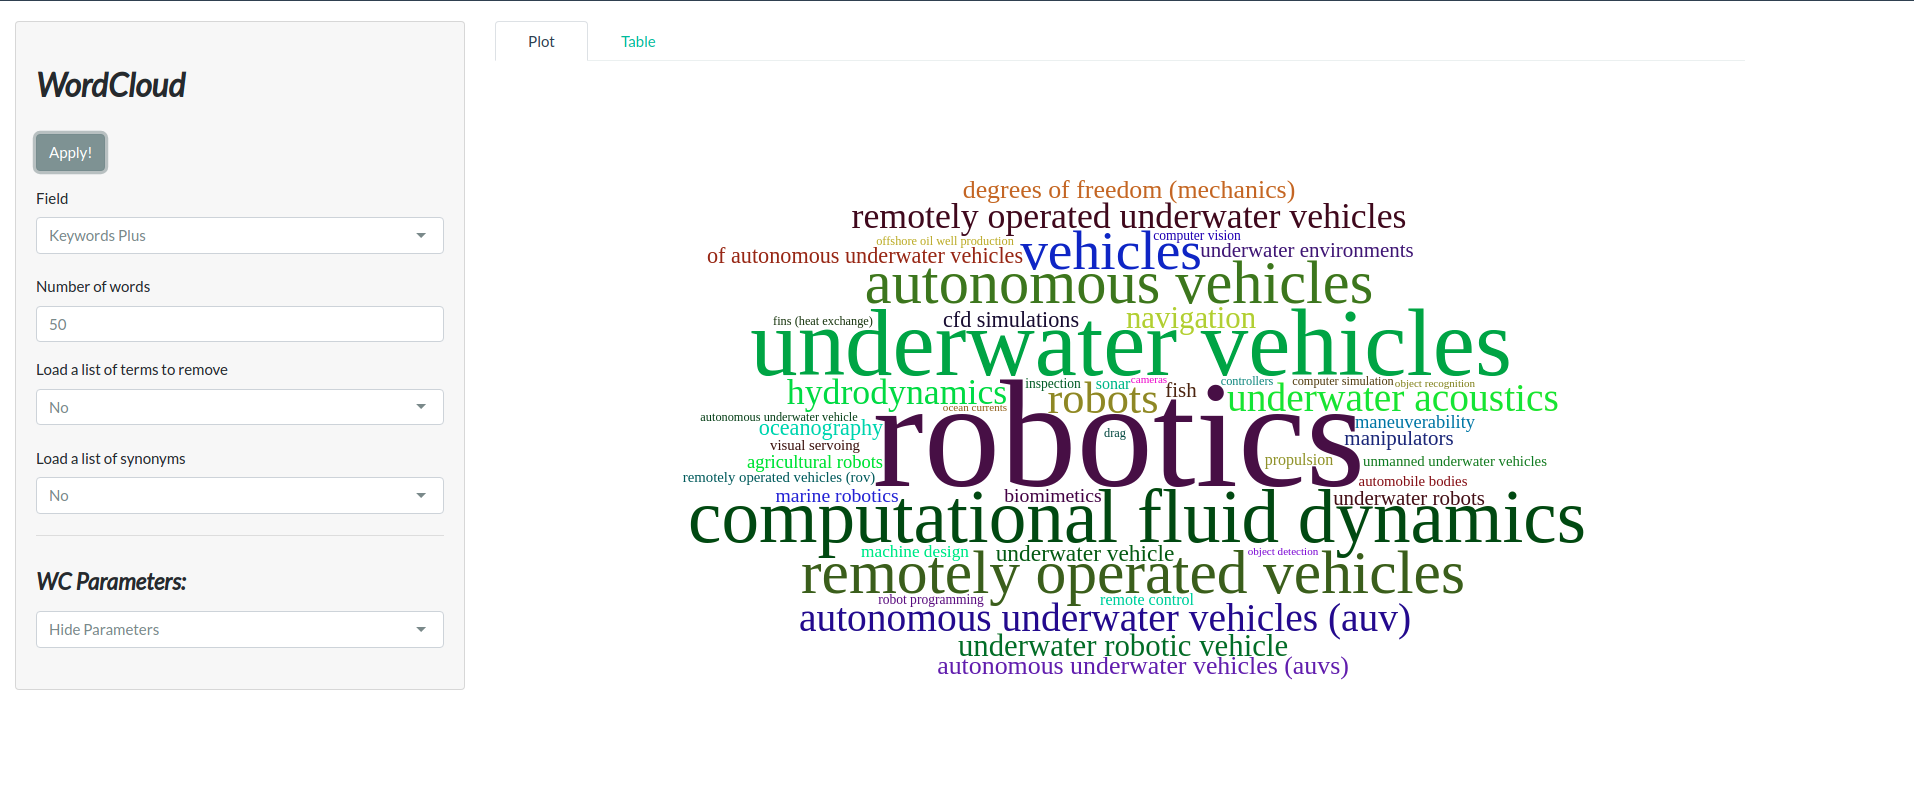 WordCloud
Apply!
Field
Keywords Plus
Number of words
50
Load a list of terms to remove
No
Load a list of synonyms
No
WC Parameters:
Hide Parameters
Plot
Table
degrees of freedom (mechanics)
remotely operated underwater vehicles
computer vision
offshore oil well production
vehicles
underwater environments
of autonomous underwater vehicles
autonomous vehicles
fins (heat exchange)
cfd simulations
navigation
underwater vehicles
hydrodynamics
inspection
sonar
cameras
fish
controllers
computer simulation
object recognition
robots
underwater acoustics
ocean currents
autonomous underwater vehicle
oceanography
drag
maneuverability
robotics
manipulators
visual servoing
agricultural robots
propulsion
unmanned underwater vehicles
remotely operated vehicles (rov)
automobile bodies
marine robotics
biomimetics
underwater robots
computational fluid dynamics
machine design
underwater vehicle
object detection
remotely operated vehicles
robot programming
remote control
autonomous underwater vehicles (auv)
underwater robotic vehicle
autonomous underwater vehicles (auvs)